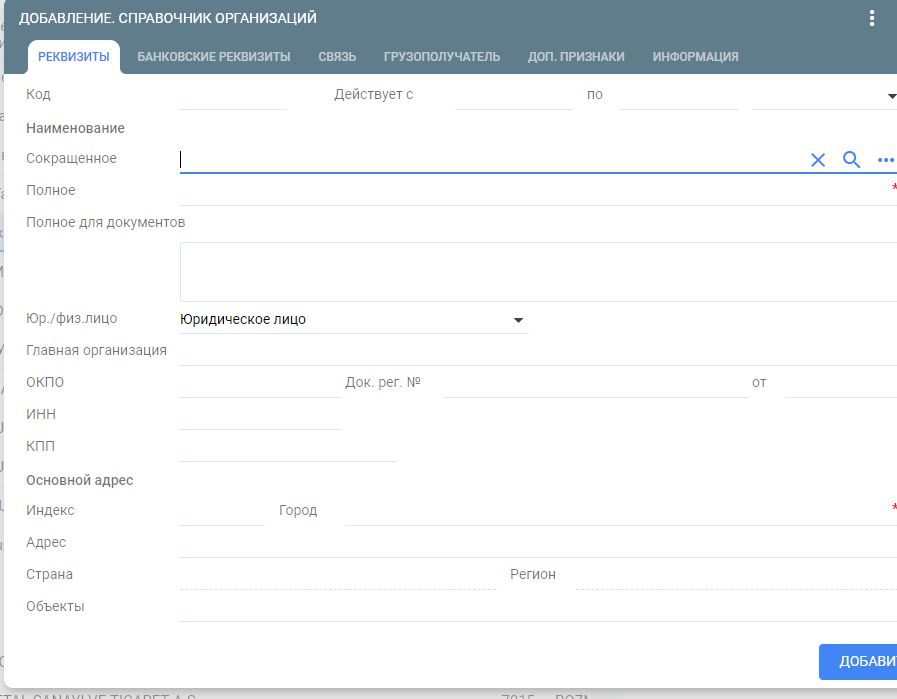 ДОБАВЛЕНИЕ. СПРАВОЧНИК ОРГАНИЗАЦИЙ
РЕКВИЗИТЫ БАНКОВСКИЕ РЕКВИЗИТЫ СВЯЗЬ ГРУЗОПОЛУЧАТЕЛЬ ДОП. ПРИЗНАКИ ИНФОРМАЦИЯ
Код Действует с по
Наименование
Сокращенное
Полное *
Полное для документов
Юр./физ.лицо Юридическое лицо
Главная организация
ОКПО Док. рег. № от
ИНН
КПП
Основной адрес
Индекс Город *
Адрес
Страна Регион
Объекты
ДОБАВИ